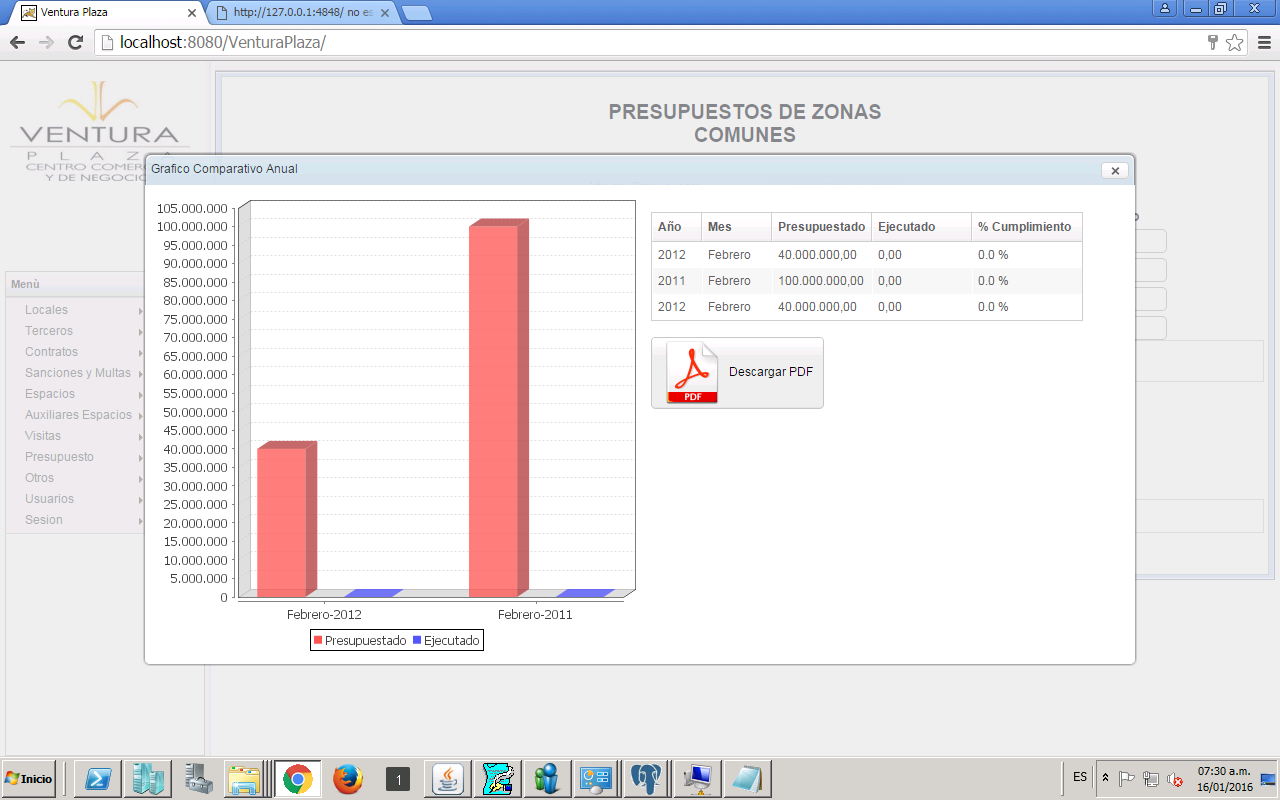 Ventura Plaza
http://127.0.0.1:4848/ no es
localhost:8080/VenturaPlaza/
VENTURA
PLAZA
CENTRO COMER
Y DE NEGOCIO
PRESUPUESTOS DE ZONAS
COMUNES
Grafico Comparativo Anual
105.000.000
100.000.000
95.000.000
90.000.000
85.000.000
80.000.000
75.000.000
70.000.000
65.000.000
60.000.000
55.000.000
50.000.000
45.000.000
40.000.000
35.000.000
30.000.000
25.000.000
20.000.000
15.000.000
10.000.000
5.000.000
0
Febrero-2012 Febrero-2011
Presupuestado Ejecutado
Año Mes Presupuestado Ejecutado % Cumplimiento
2012 Febrero 40.000.000,00 0,00 0.0 %
2011 Febrero 100.000.000,00 0,00 0.0 %
2012 Febrero 40.000.000,00 0,00 0.0 %
PDF
Descargar PDF
Menù
Locales
Terceros
Contratos
Sanciones y Multas
Espacios
Auxiliares Espacios
Visitas
Presupuesto
Otros
Usuarios
Sesion
Inicio
1
ES
07:30 a.m.
16/01/2016